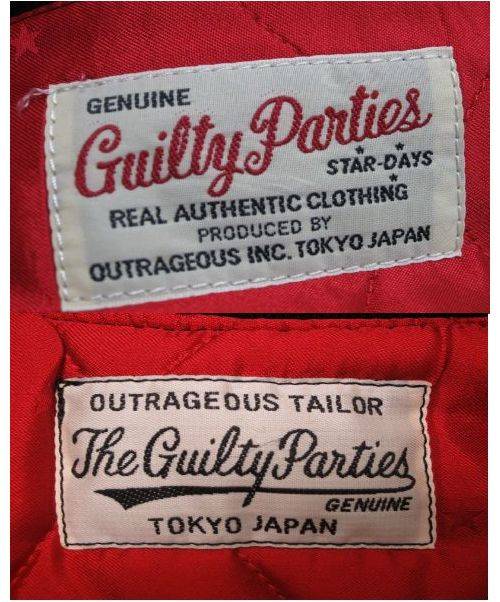 GENUINE
Guilty Parties
STAR-DAYS
REAL AUTHENTIC CLOTHING
PRODUCED BY
OUTRAGEOUS INC. TOKYO JAPAN
OUTRAGEOUS TAILOR
The Guilty Parties
GENUINE
TOKYO JAPAN